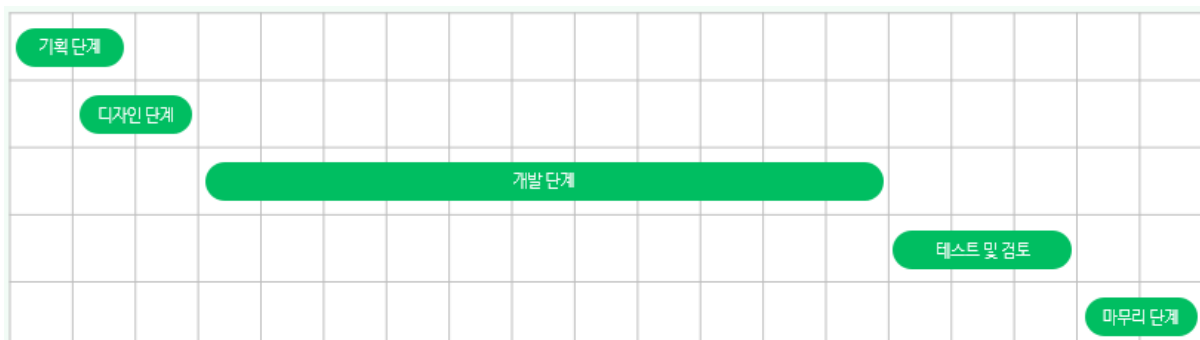 기획 단계
디자인 단계
개발 단계
테스트 및 검토
마무리 단계